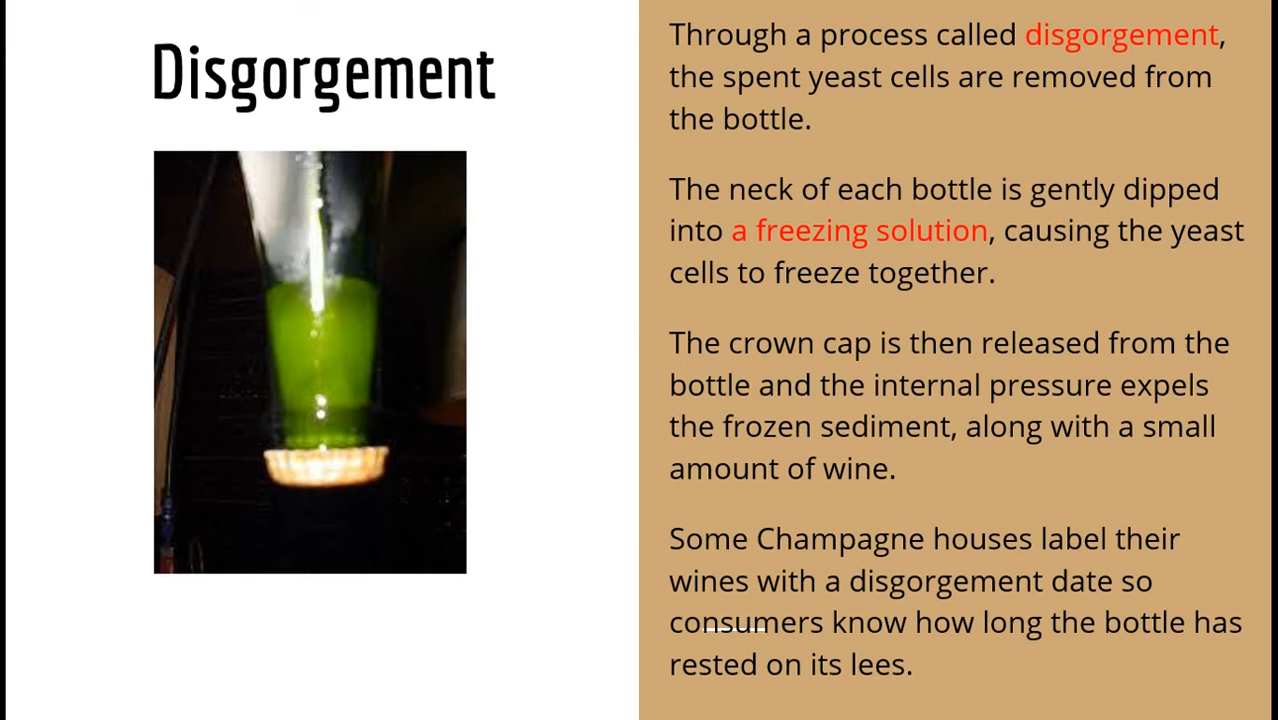 Disgorgement
Through a process called disgorgement,
the spent yeast cells are removed from
the bottle.
The neck of each bottle is gently dipped
into a freezing solution, causing the yeast
cells to freeze together.
The crown cap is then released from the
bottle and the internal pressure expels
the frozen sediment, along with a small
amount of wine.
Some Champagne houses label their
wines with a disgorgement date so
consumers know how long the bottle has
rested on its lees.